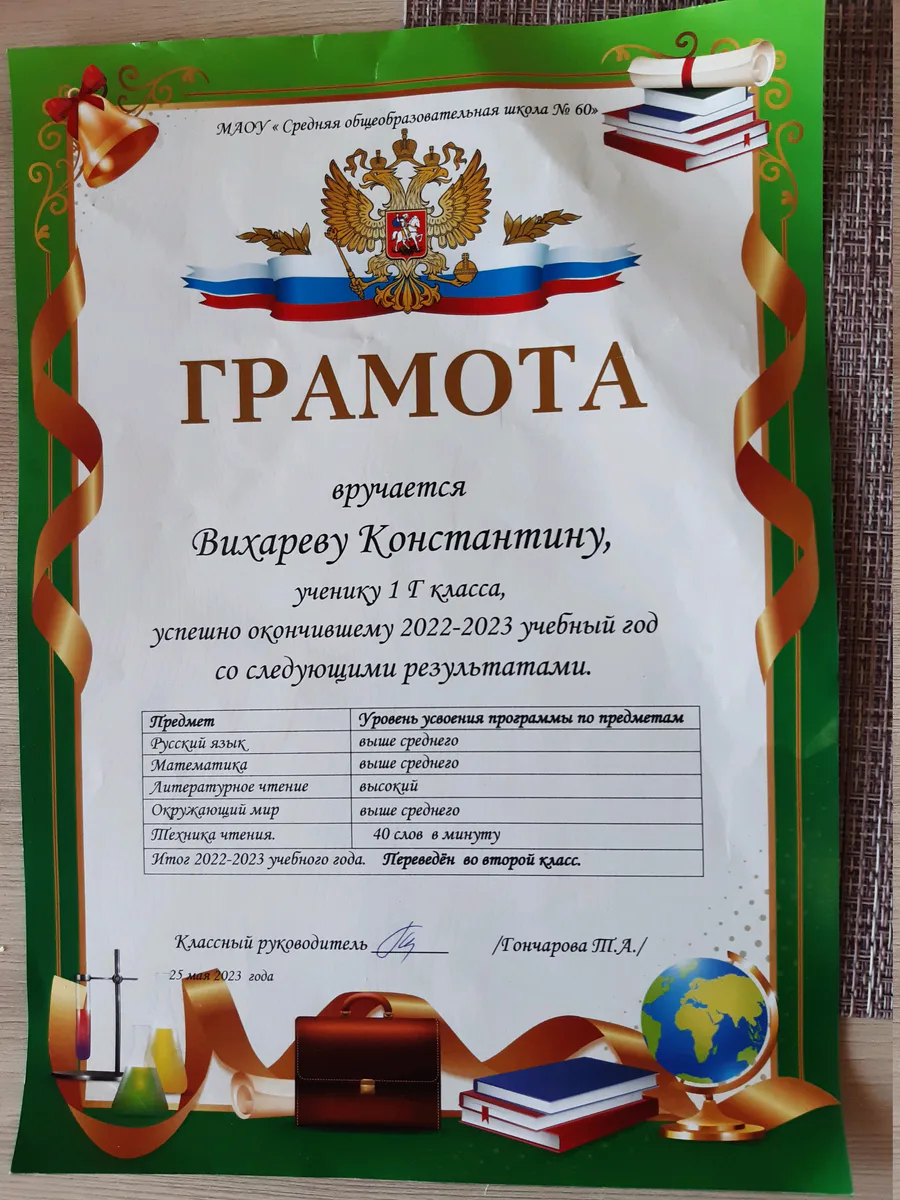 МАОУ « Средняя общеобразовательная школа № 60»
ГРАМОТА
вручается
Вихареву Константину,
ученику 1 Г класса,
успешно окончившему 2022-2023 учебный год
со следующими результатами.
Предмет Уровень усвоения программы по предметам
Русский язык выше среднего
Математика выше среднего
Литературное чтение высокий
Окружающий мир выше среднего
Техника чтения. 40 слов в минуту
Итог 2022-2023 учебного года. Переведён во второй класс.
Классный руководитель /Гончарова Т.А./
25 мая 2023 года